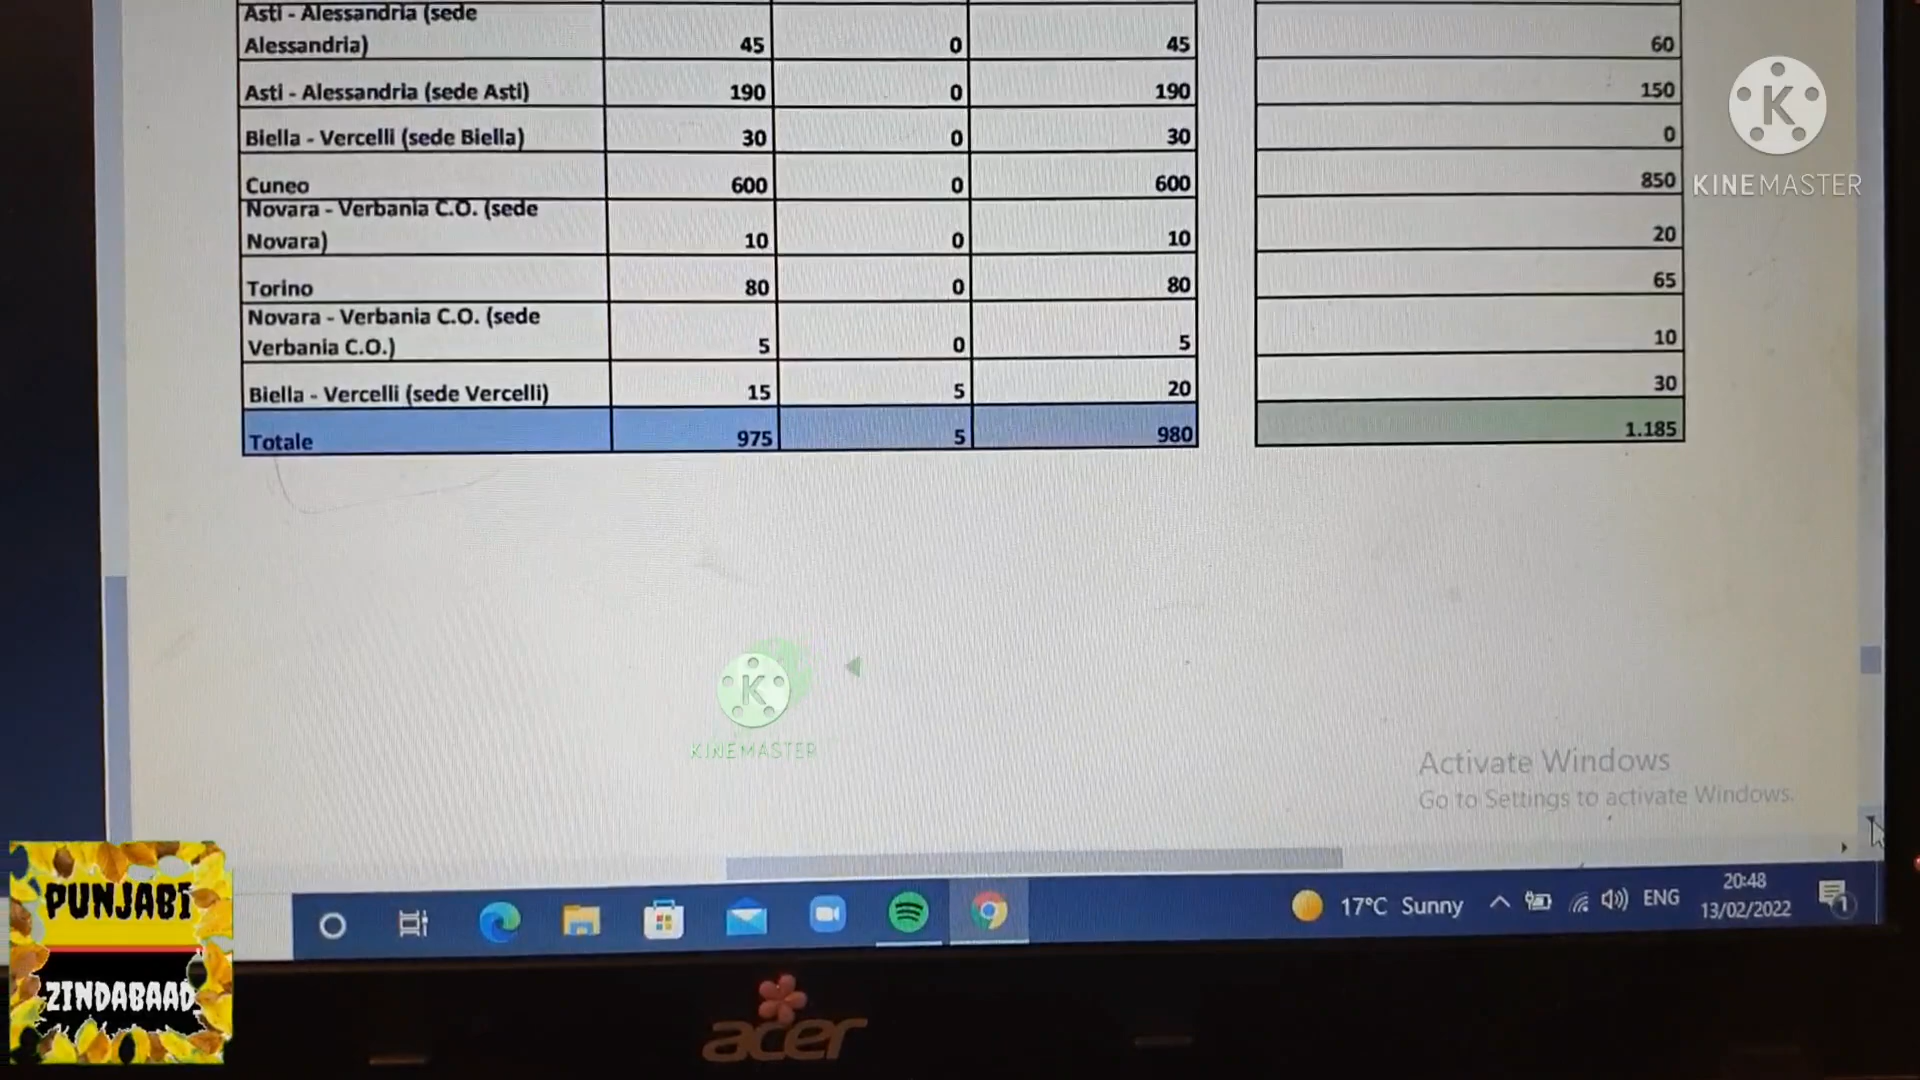 Asti - Alessandria (sede
Alessandria) 45 0 45 60
Asti - Alessandria (sede Asti) 190 0 190 150
Biella - Vercelli (sede Biella) 30 0 30 0
Cuneo 600 0 600 850
Novara - Verbania C.O. (sede
Novara) 10 0 10 20
Torino 80 0 80 65
Novara - Verbania C.O. (sede
Verbania C.O.) 5 0 5 10
Biella - Vercelli (sede Vercelli) 15 5 20 30
Totale 975 5 980 1.185
K
KINEMASTER
K
KINEMASTER
Activate Windows
Go to Settings to activate Windows.
17°C Sunny
ENG
20:48
13/02/2022
1
PUNJABI
ZINDABAAD
acer